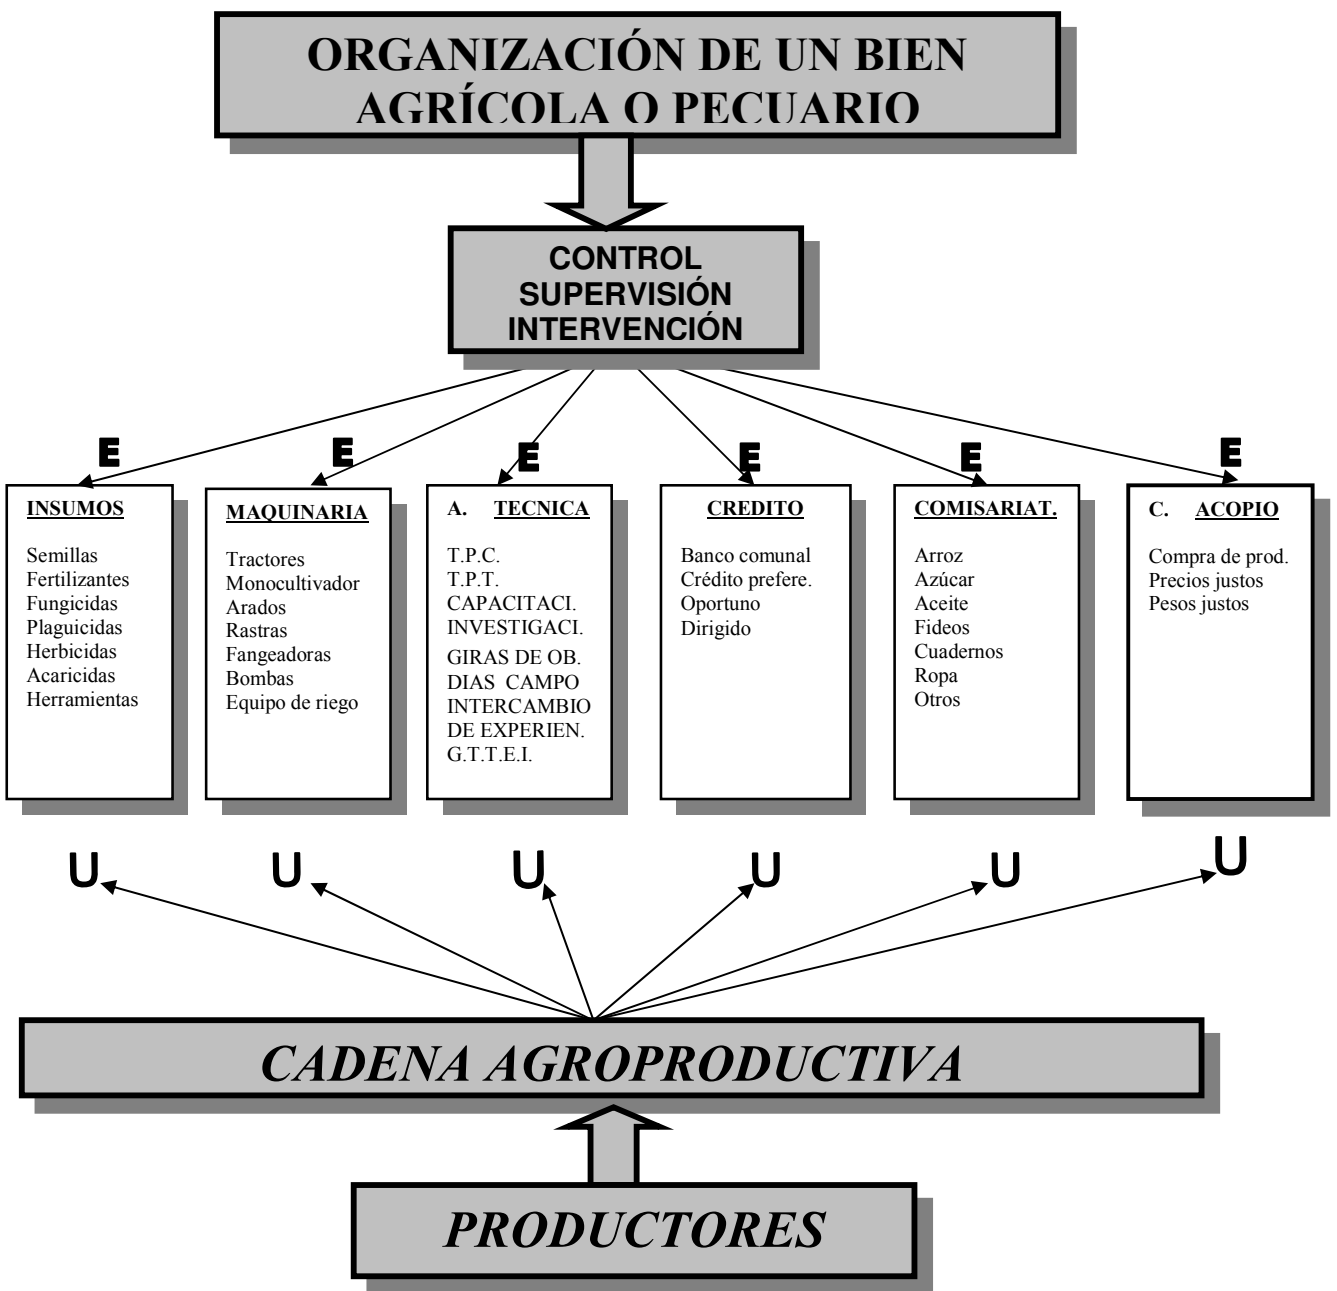 ORGANIZACIÓN DE UN BIEN
AGRÍCOLA O PECUARIO
CONTROL
SUPERVISIÓN
INTERVENCIÓN
E E E E E E
INSUMOS
Semillas
Fertilizantes
Fungicidas
Plaguicidas
Herbicidas
Acaricidas
Herramientas
MAQUINARIA
Tractores
Monocultivador
Arados
Rastras
Fangeadoras
Bombas
Equipo de riego
A. TECNICA
T.P.C.
T.P.T.
CAPACITACI.
INVESTIGACI.
GIRAS DE OB.
DIAS CAMPO
INTERCAMBIO
DE EXPERIEN.
G.T.T.E.I.
CREDITO
Banco comunal
Crédito prefere.
Oportuno
Dirigido
COMISARIAT.
Arroz
Azúcar
Aceite
Fideos
Cuadernos
Ropa
Otros
C. ACOPIO
Compra de prod.
Precios justos
Pesos justos
U U U U U U
CADENA AGROPRODUCTIVA
PRODUCTORES